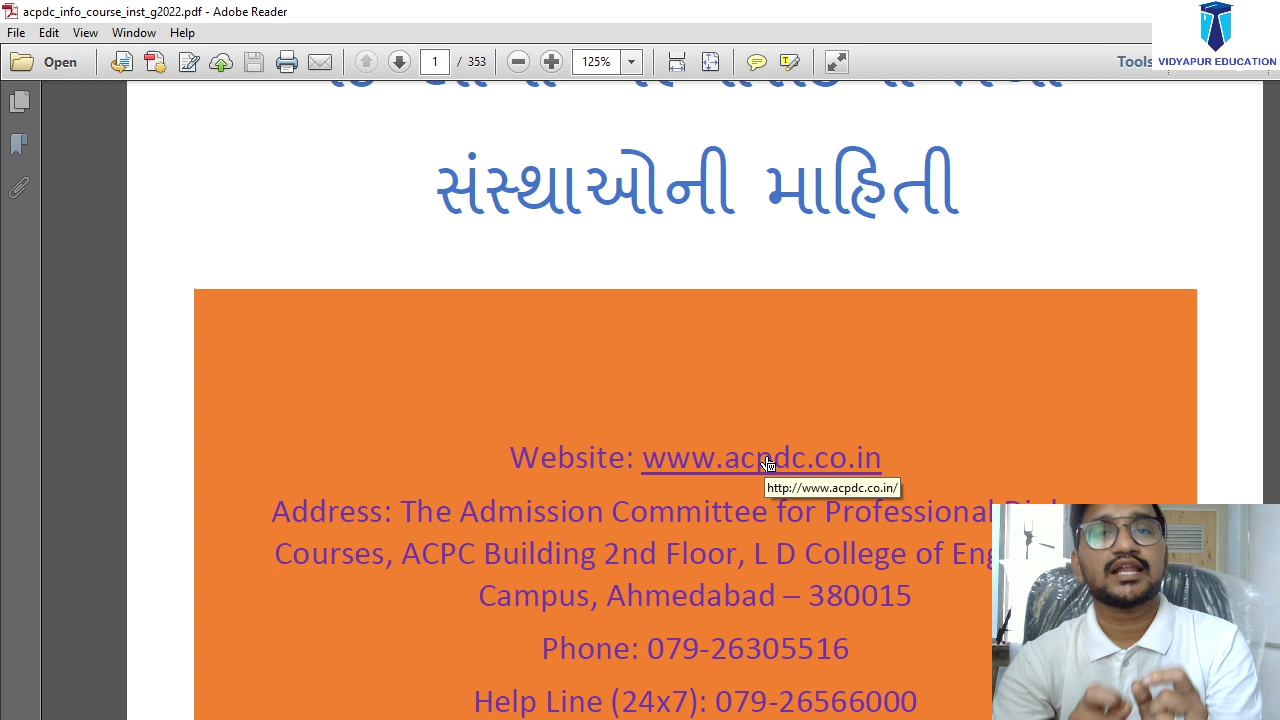 acpdc_info_course_inst_g2022.pdf - Adobe Reader
File Edit View Window Help
VIDYAPUR EDUCATION
Open 1 / 353 125% Tools
સંસ્થાઓની માહિતી
Website: www.acpdc.co.in
http://www.acpdc.co.in/
Address: The Admission Committee for Professional
Courses, ACPC Building 2nd Floor, L D College of
Campus, Ahmedabad – 380015
Phone: 079-26305516
Help Line (24x7): 079-26566000